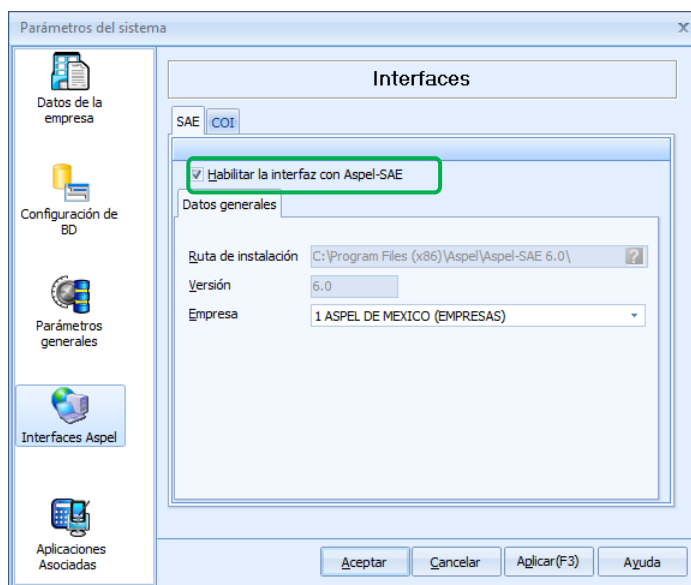 Parámetros del sistema
x
Datos de la
empresa
Configuración de
BD
Parámetros
generales
Interfaces Aspel
Aplicaciones
Asociadas
Interfaces
SAE
COI
Habilitar la interfaz con Aspel-SAE
Datos generales
Ruta de instalación
C:\Program Files (x86)\Aspel\Aspel-SAE 6.0\
?
Versión
6.0
Empresa
1 ASPEL DE MEXICO (EMPRESAS)
Aceptar
Cancelar
Aplicar(F3)
Ayuda